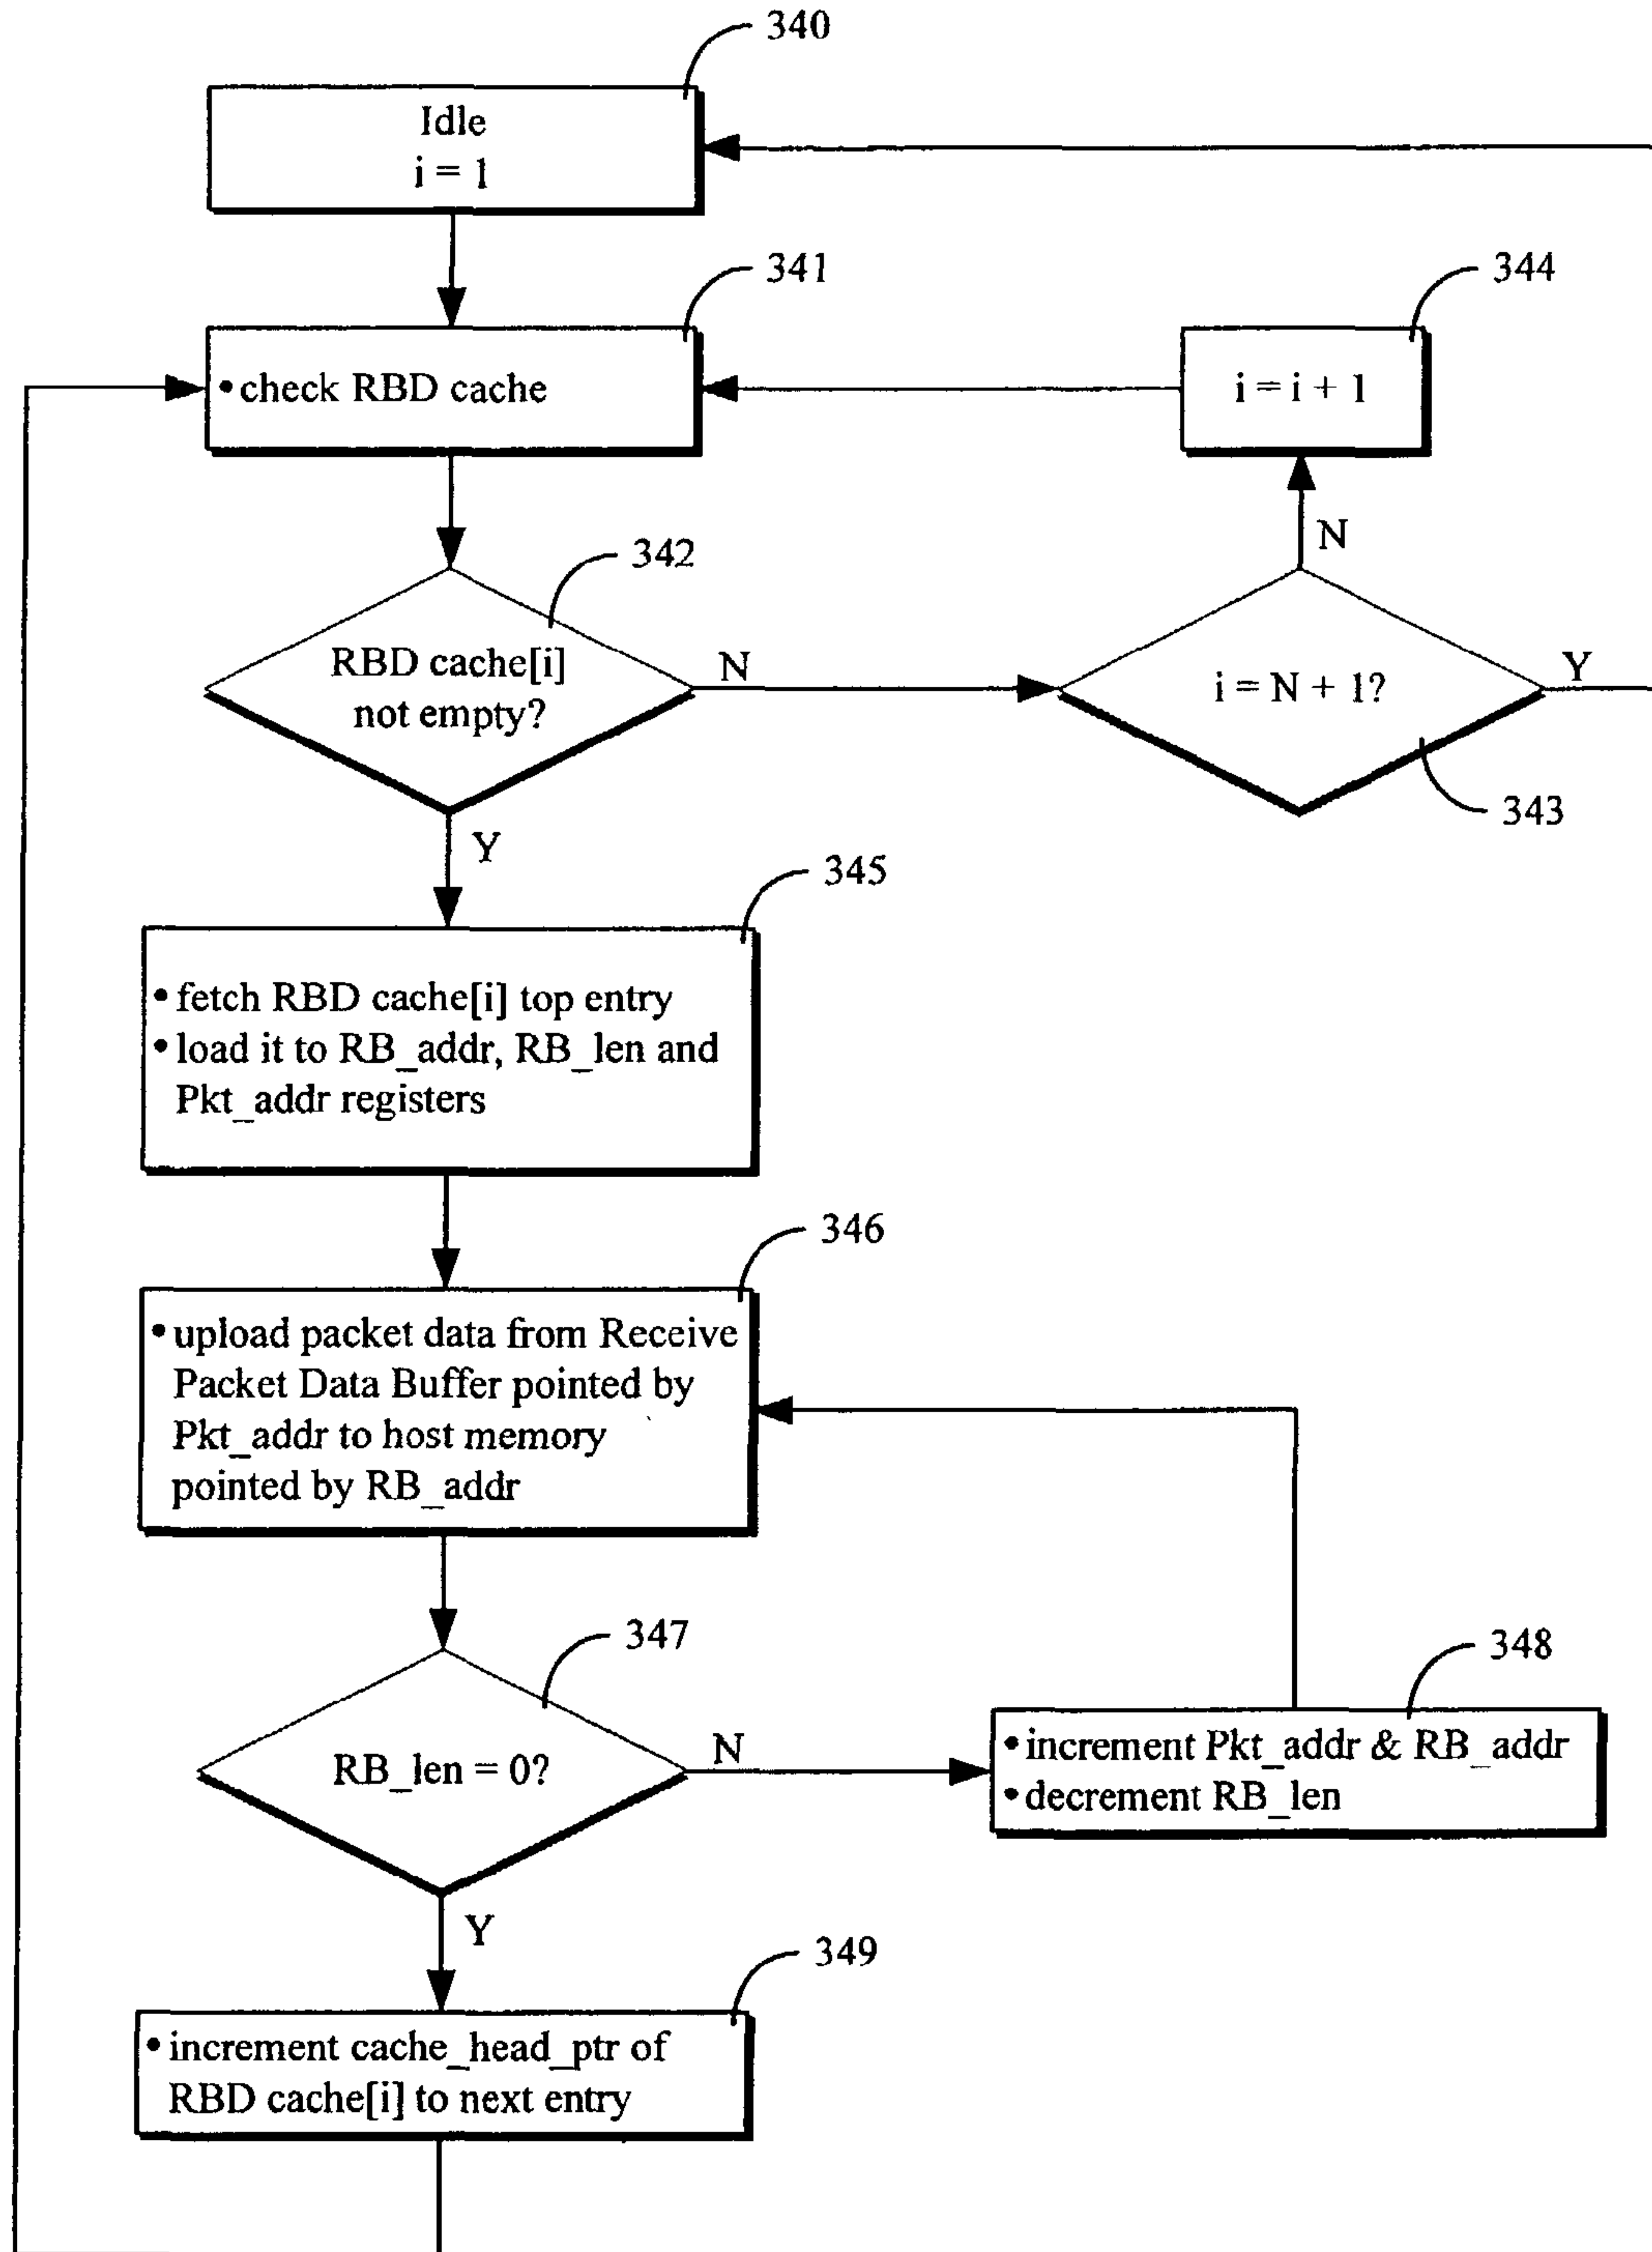 340
Idle
i = 1
341
• check RBD cache
344
i = i + 1
342
RBD cache[i]
not empty?
N
N
i = N + 1?
Y
343
Y
345
• fetch RBD cache[i] top entry
• load it to RB_addr, RB_len and
Pkt_addr registers
346
• upload packet data from Receive
Packet Data Buffer pointed by
Pkt_addr to host memory
pointed by RB_addr
347
RB_len = 0?
N
348
• increment Pkt_addr & RB_addr
• decrement RB_len
Y
349
• increment cache_head_ptr of
RBD cache[i] to next entry